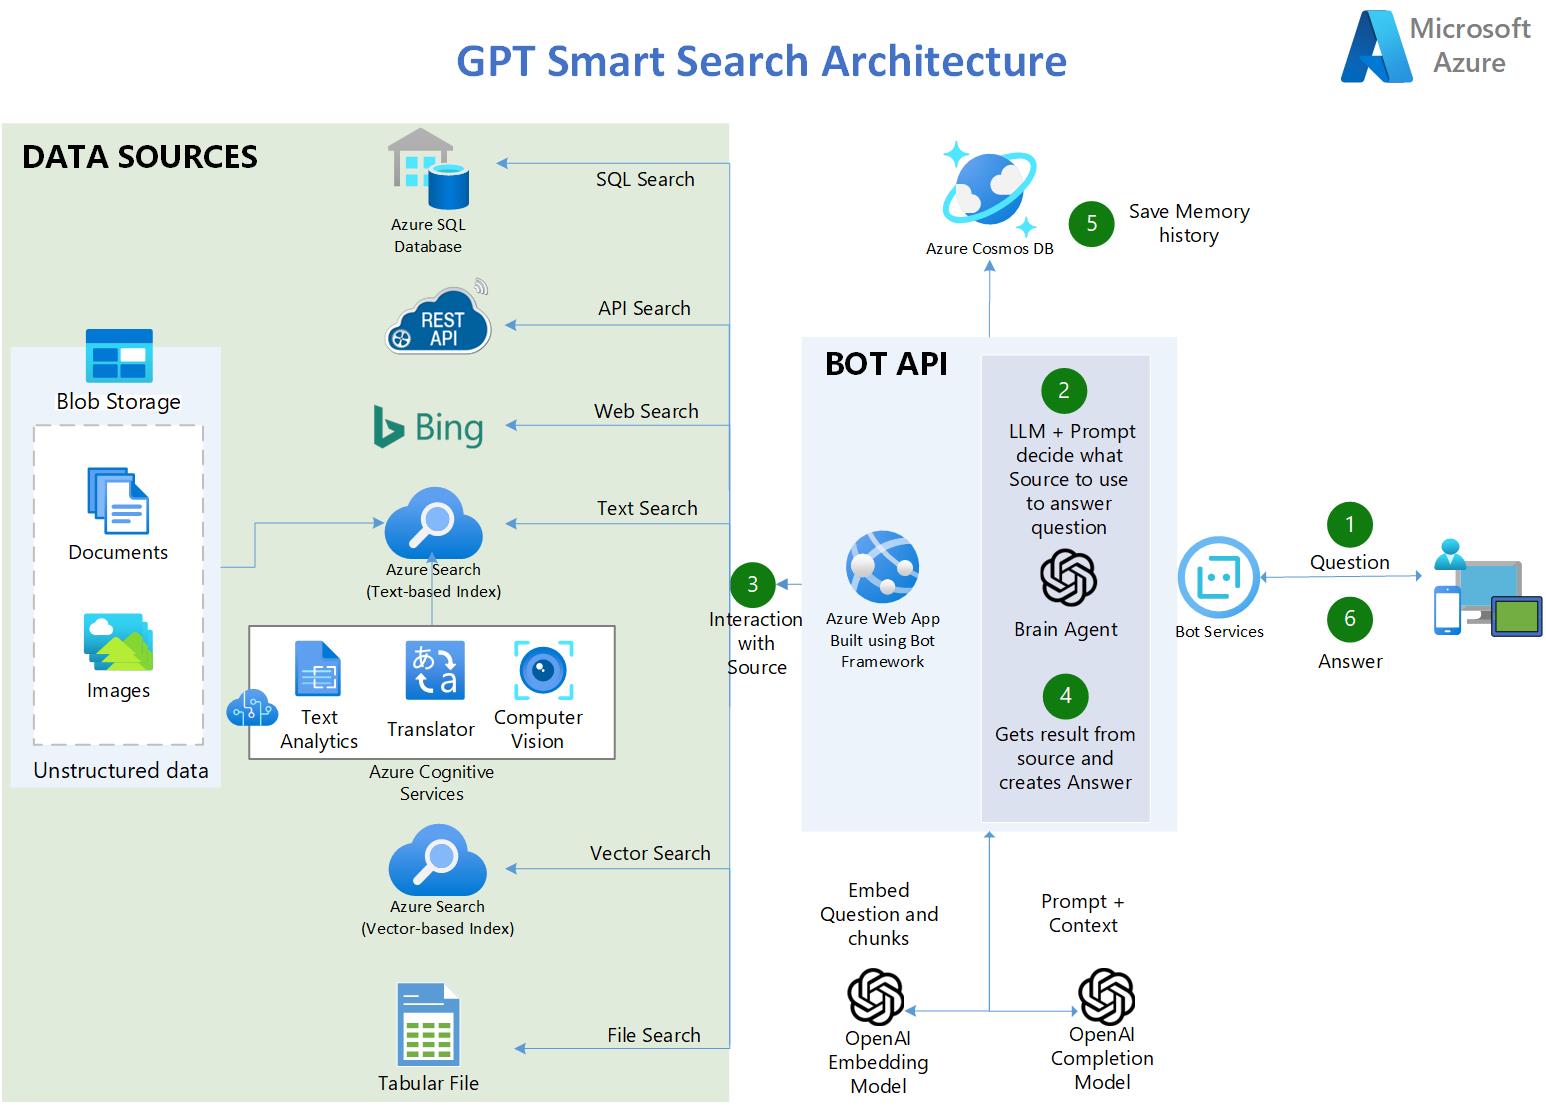 GPT Smart Search Architecture
Microsoft
Azure
DATA SOURCES
Azure SQL
Database
SQL Search
REST
API
API Search
Bing
Web Search
Blob Storage
Documents
Images
Unstructured data
Azure Search
(Text-based Index)
Text Search
Text
Analytics
あ
a
Translator
Computer
Vision
Azure Cognitive
Services
Azure Search
(Vector-based Index)
Vector Search
Tabular File
File Search
3
Interaction
with
Source
Azure Cosmos DB
5
Save Memory
history
BOT API
Azure Web App
Built using Bot
Framework
2
LLM + Prompt
decide what
Source to use
to answer
question
Brain Agent
4
Gets result from
source and
creates Answer
Bot Services
1
Question
6
Answer
Embed
Question and
chunks
Prompt +
Context
OpenAI
Embedding
Model
OpenAI
Completion
Model